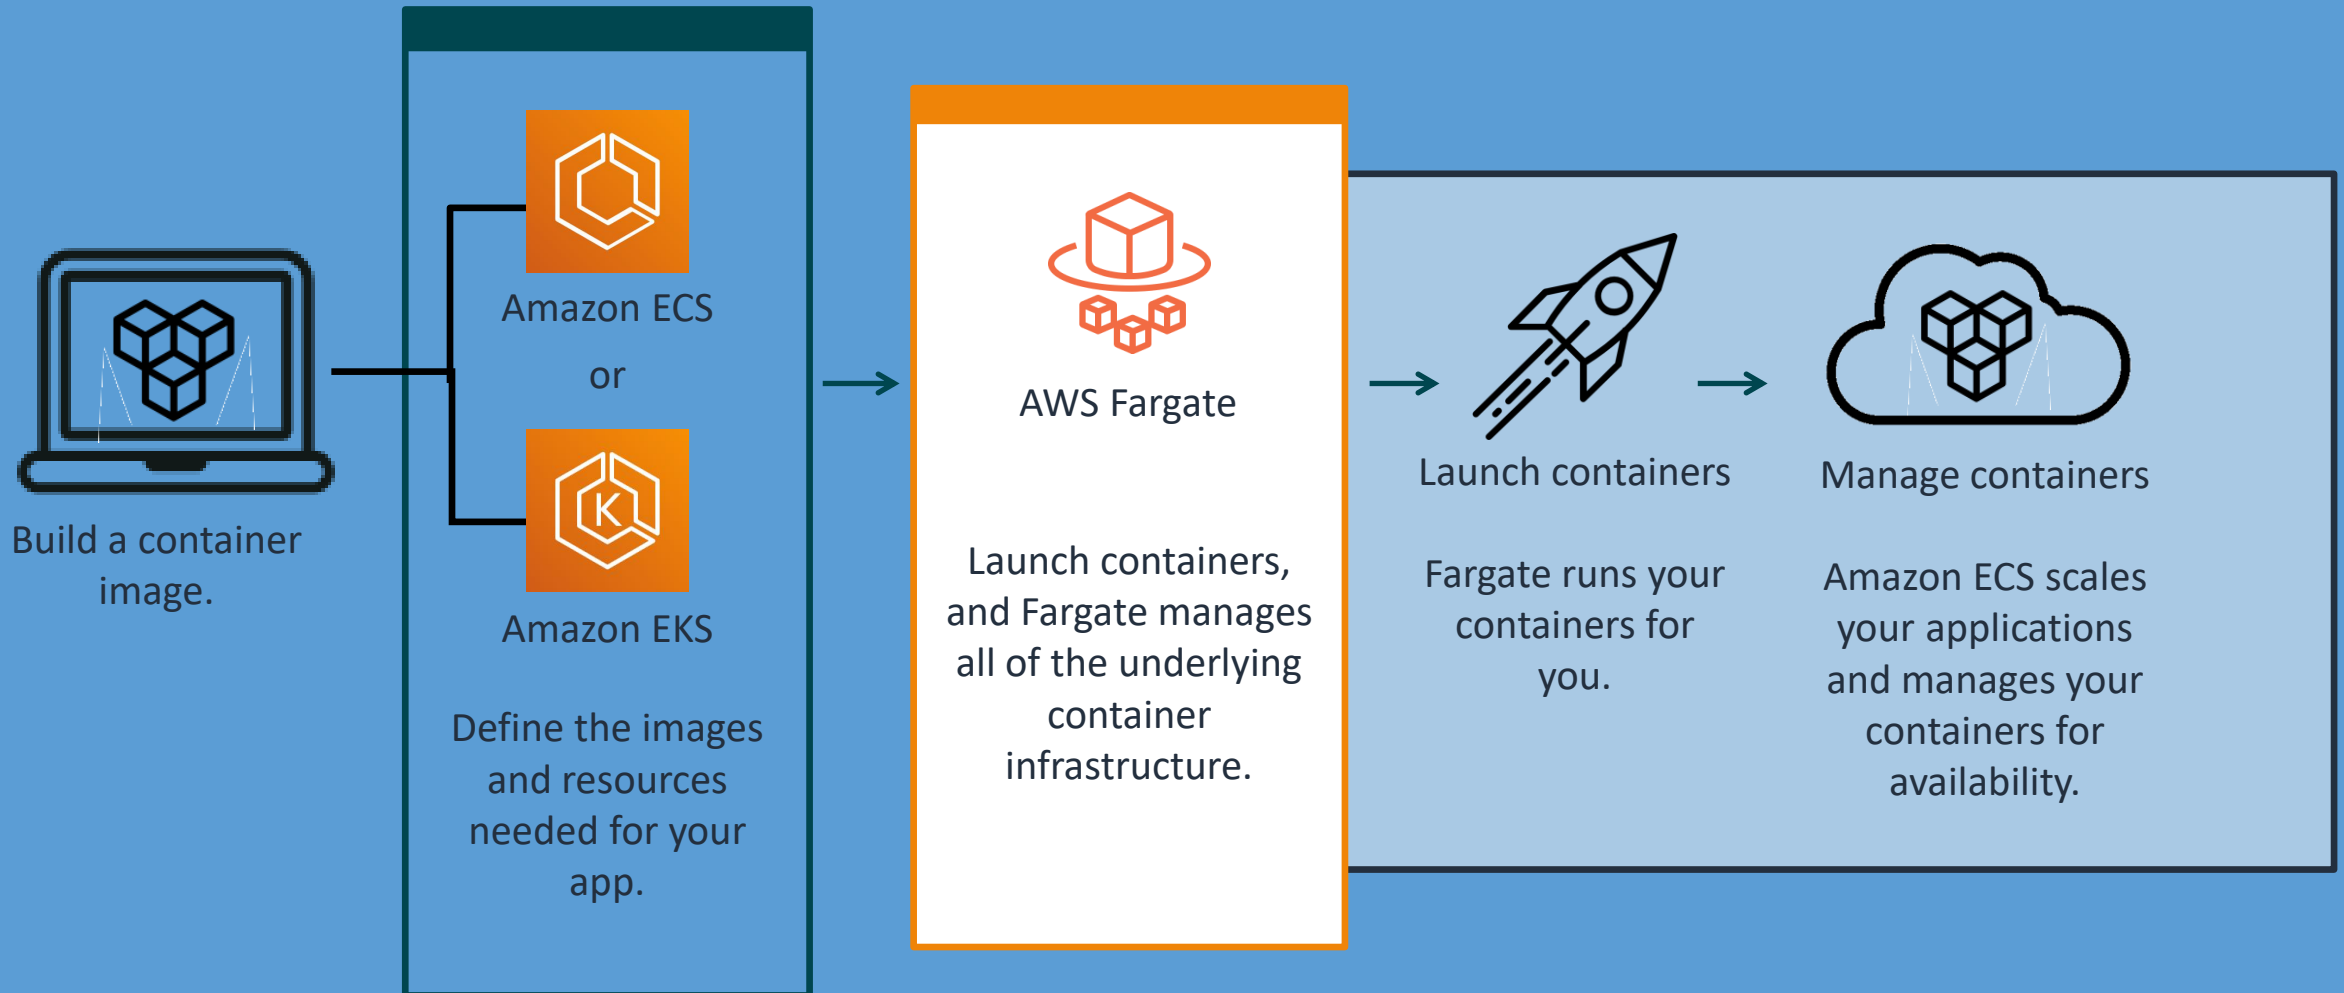 Build a container
image.
Amazon ECS
or
K
Amazon EKS
Define the images
and resources
needed for your
app.
AWS Fargate
Launch containers,
and Fargate manages
all of the underlying
container
infrastructure.
Launch containers
Fargate runs your
containers for
you.
Manage containers
Amazon ECS scales
your applications
and manages your
containers for
availability.